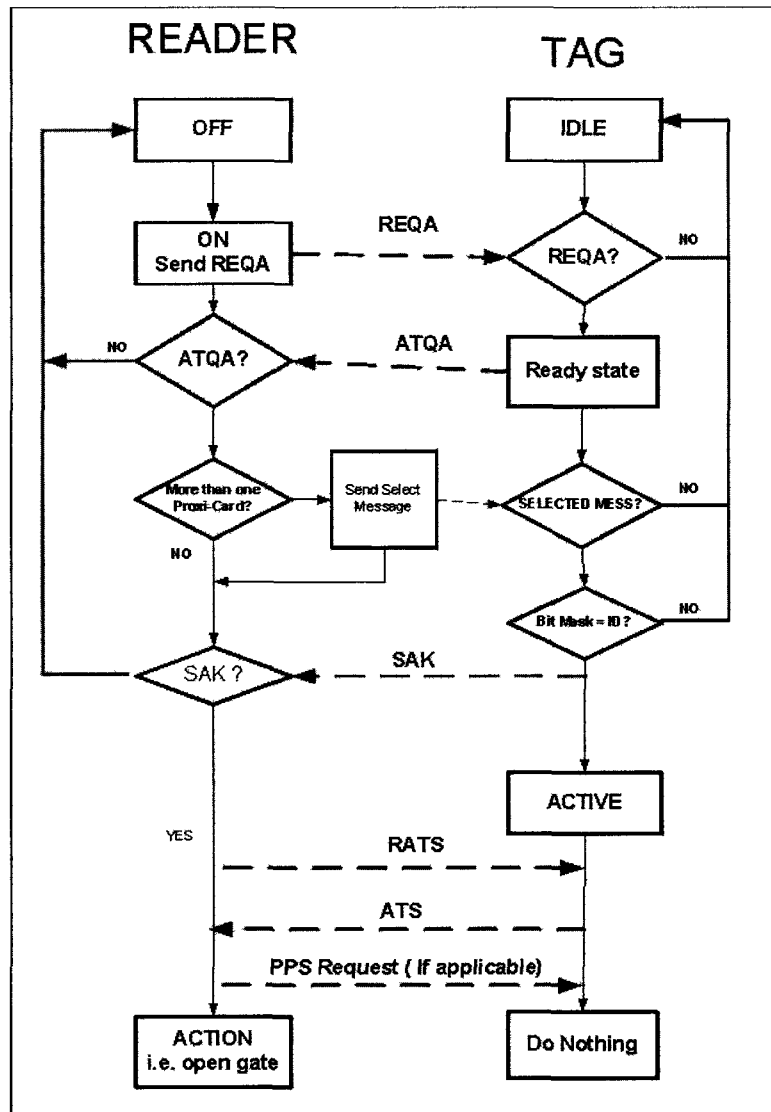 READER
TAG
OFF
IDLE
ON
Send REQA
REQA
REQA?
NO
NO
ATQA?
ATQA
Ready state
More than one
Proxi-Card?
Send Select
Message
SELECTED MESS?
NO
NO
Bit Mask = ID?
NO
SAK ?
SAK
ACTIVE
YES
RATS
ATS
PPS Request ( If applicable)
ACTION
i.e. open gate
Do Nothing